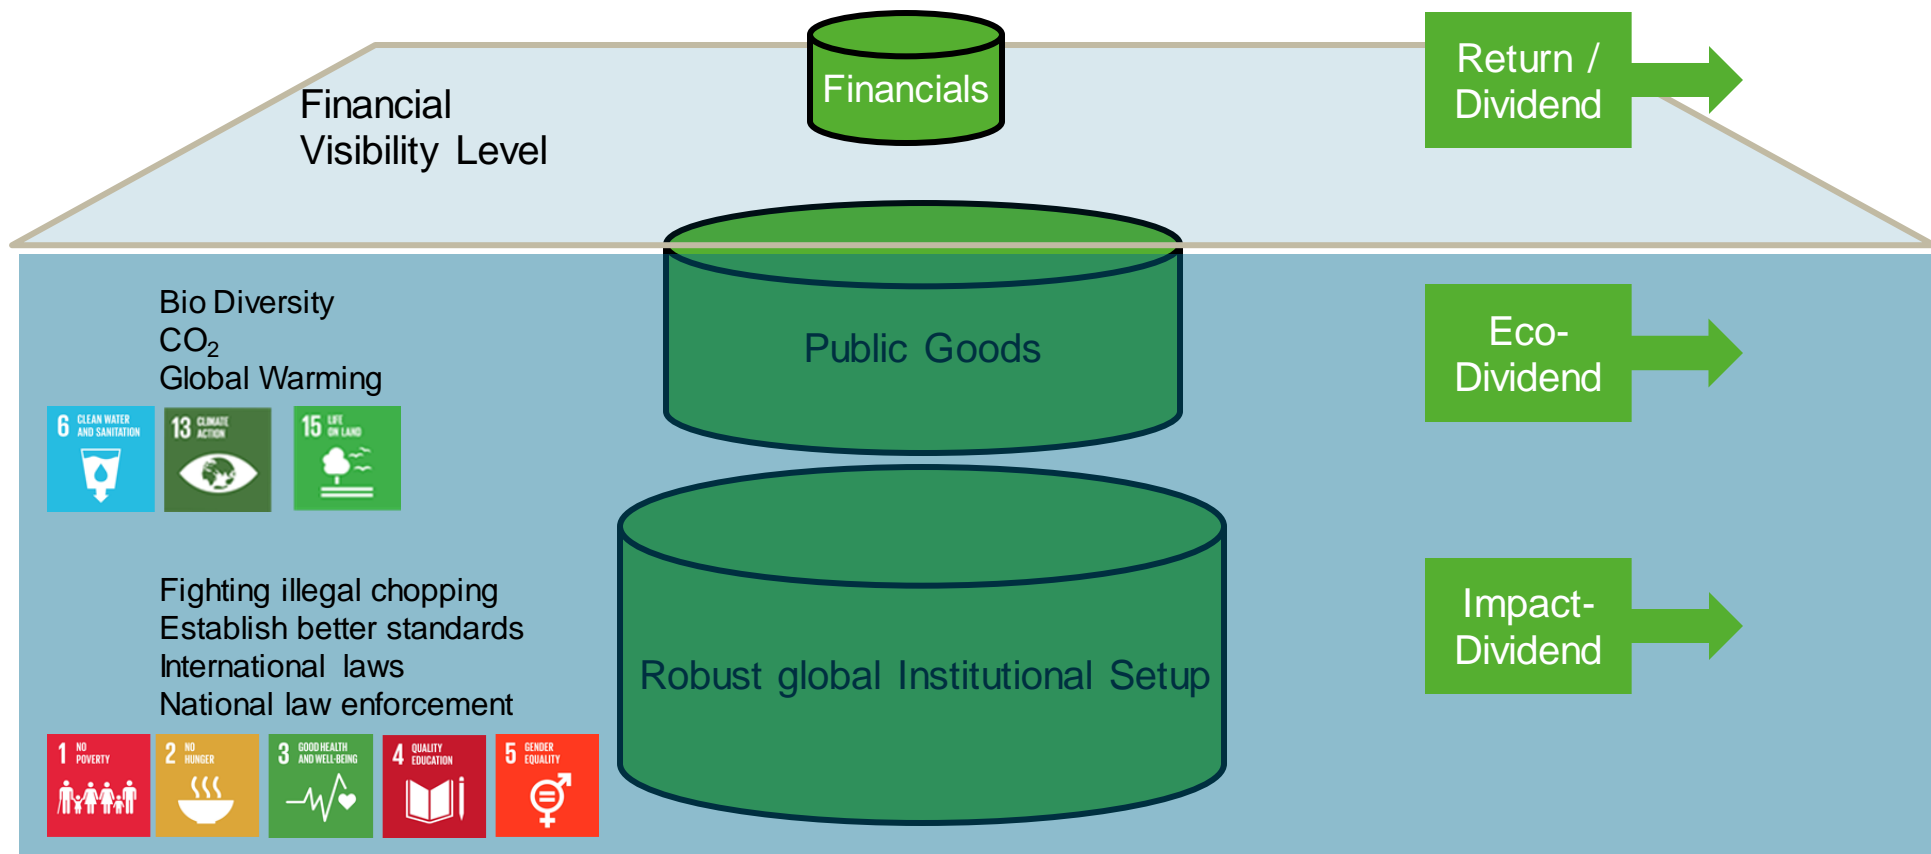 Financials
Return /
Dividend
Financial
Visibility Level
Bio Diversity
CO₂
Global Warming
Public Goods
Eco-
Dividend
6 CLEAN WATER
AND SANITATION
13 CLIMATE
ACTION
15 LIFE
ON LAND
Fighting illegal chopping
Establish better standards
International laws
National law enforcement
Robust global Institutional Setup
Impact-
Dividend
1 NO
POVERTY
2 NO
HUNGER
3 GOOD HEALTH
AND WELL-BEING
4 QUALITY
EDUCATION
5 GENDER
EQUALITY